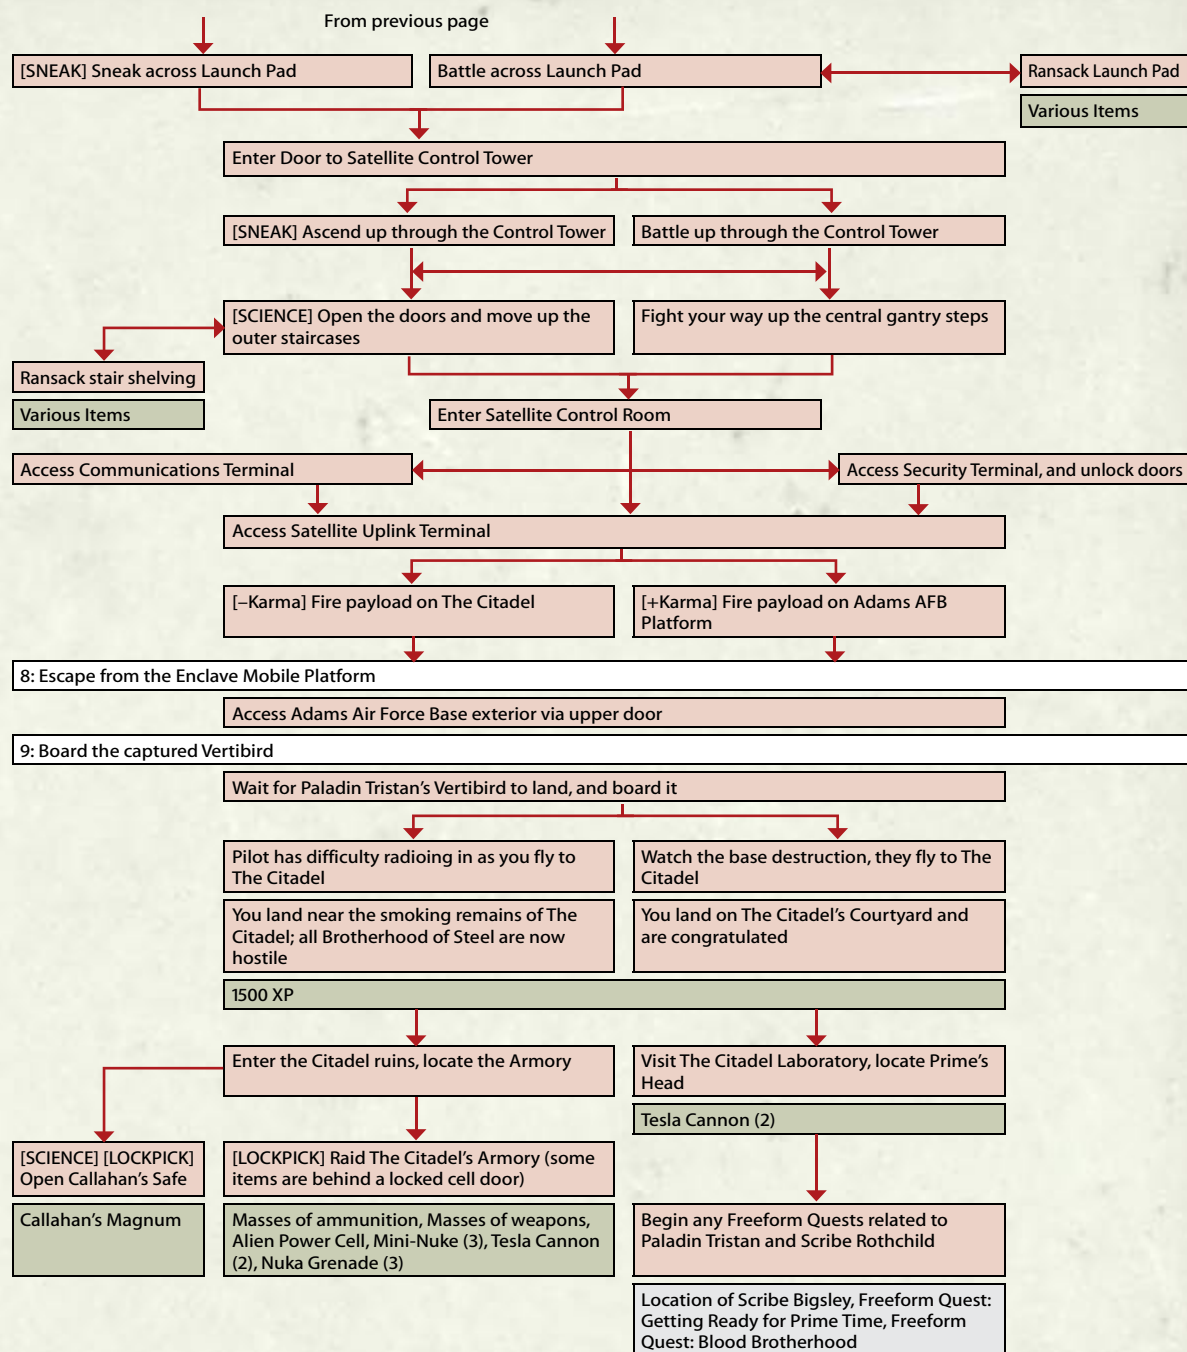 From previous page
[SNEAK] Sneak across Launch Pad
Battle across Launch Pad
Ransack Launch Pad
Various Items
Enter Door to Satellite Control Tower
[SNEAK] Ascend up through the Control Tower
Battle up through the Control Tower
[SCIENCE] Open the doors and move up the
outer staircases
Fight your way up the central gantry steps
Ransack stair shelving
Various Items
Enter Satellite Control Room
Access Communications Terminal
Access Security Terminal, and unlock doors
Access Satellite Uplink Terminal
[–Karma] Fire payload on The Citadel
[+Karma] Fire payload on Adams AFB
Platform
8: Escape from the Enclave Mobile Platform
Access Adams Air Force Base exterior via upper door
9: Board the captured Vertibird
Wait for Paladin Tristan’s Vertibird to land, and board it
Pilot has difficulty radioing in as you fly to
The Citadel
Watch the base destruction, they fly to The
Citadel
You land near the smoking remains of The
Citadel; all Brotherhood of Steel are now
hostile
You land on The Citadel’s Courtyard and
are congratulated
1500 XP
Enter the Citadel ruins, locate the Armory
Visit The Citadel Laboratory, locate Prime’s
Head
Tesla Cannon (2)
[SCIENCE] [LOCKPICK]
Open Callahan’s Safe
Callahan’s Magnum
[LOCKPICK] Raid The Citadel’s Armory (some
items are behind a locked cell door)
Masses of ammunition, Masses of weapons,
Alien Power Cell, Mini-Nuke (3), Tesla Cannon
(2), Nuka Grenade (3)
Begin any Freeform Quests related to
Paladin Tristan and Scribe Rothchild
Location of Scribe Bigsley, Freeform Quest:
Getting Ready for Prime Time, Freeform
Quest: Blood Brotherhood